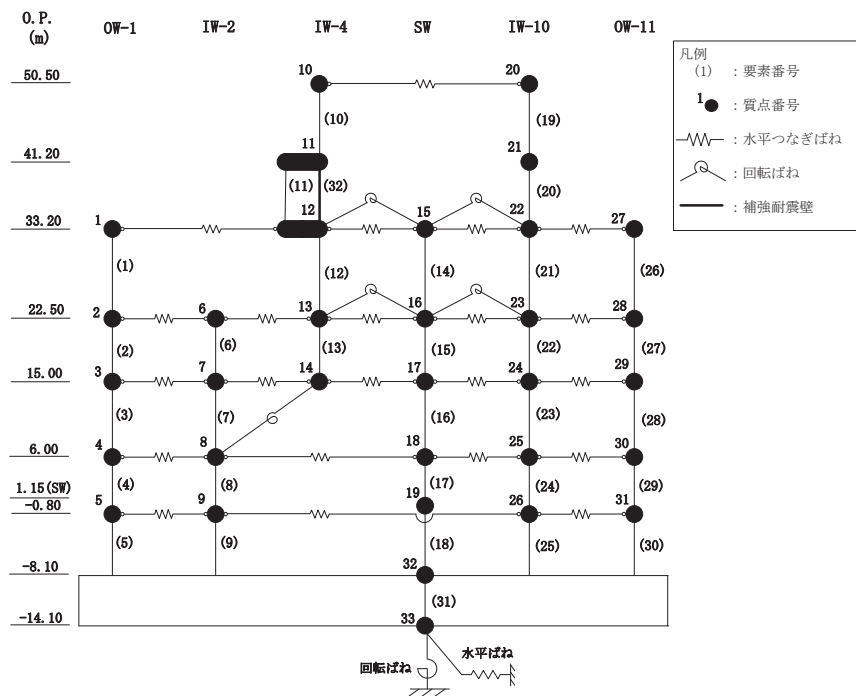 O.P.
(m)
OW-1 IW-2 IW-4 SW IW-10 OW-11
凡例
(1) : 要素番号
1 : 質点番号
: 水平つなぎばね
: 回転ばね
: 補強耐震壁
50.50 10 20
(10) (19)
41.20 11 21
(11) (32) (20)
33.20 1 12 15 22 27
(1) (12) (14) (21) (26)
22.50 2 6 13 16 23 28
(2) (6) (13) (15) (22) (27)
15.00 3 7 14 17 24 29
(3) (7) (16) (23) (28)
6.00 4 8 18 25 30
(4) (8) (17) (24) (29)
1.15(SW) 19
-0.80 5 9 26 31
(5) (9) (18) (25) (30)
-8.10 32
(31)
-14.10 33
回転ばね 水平ばね